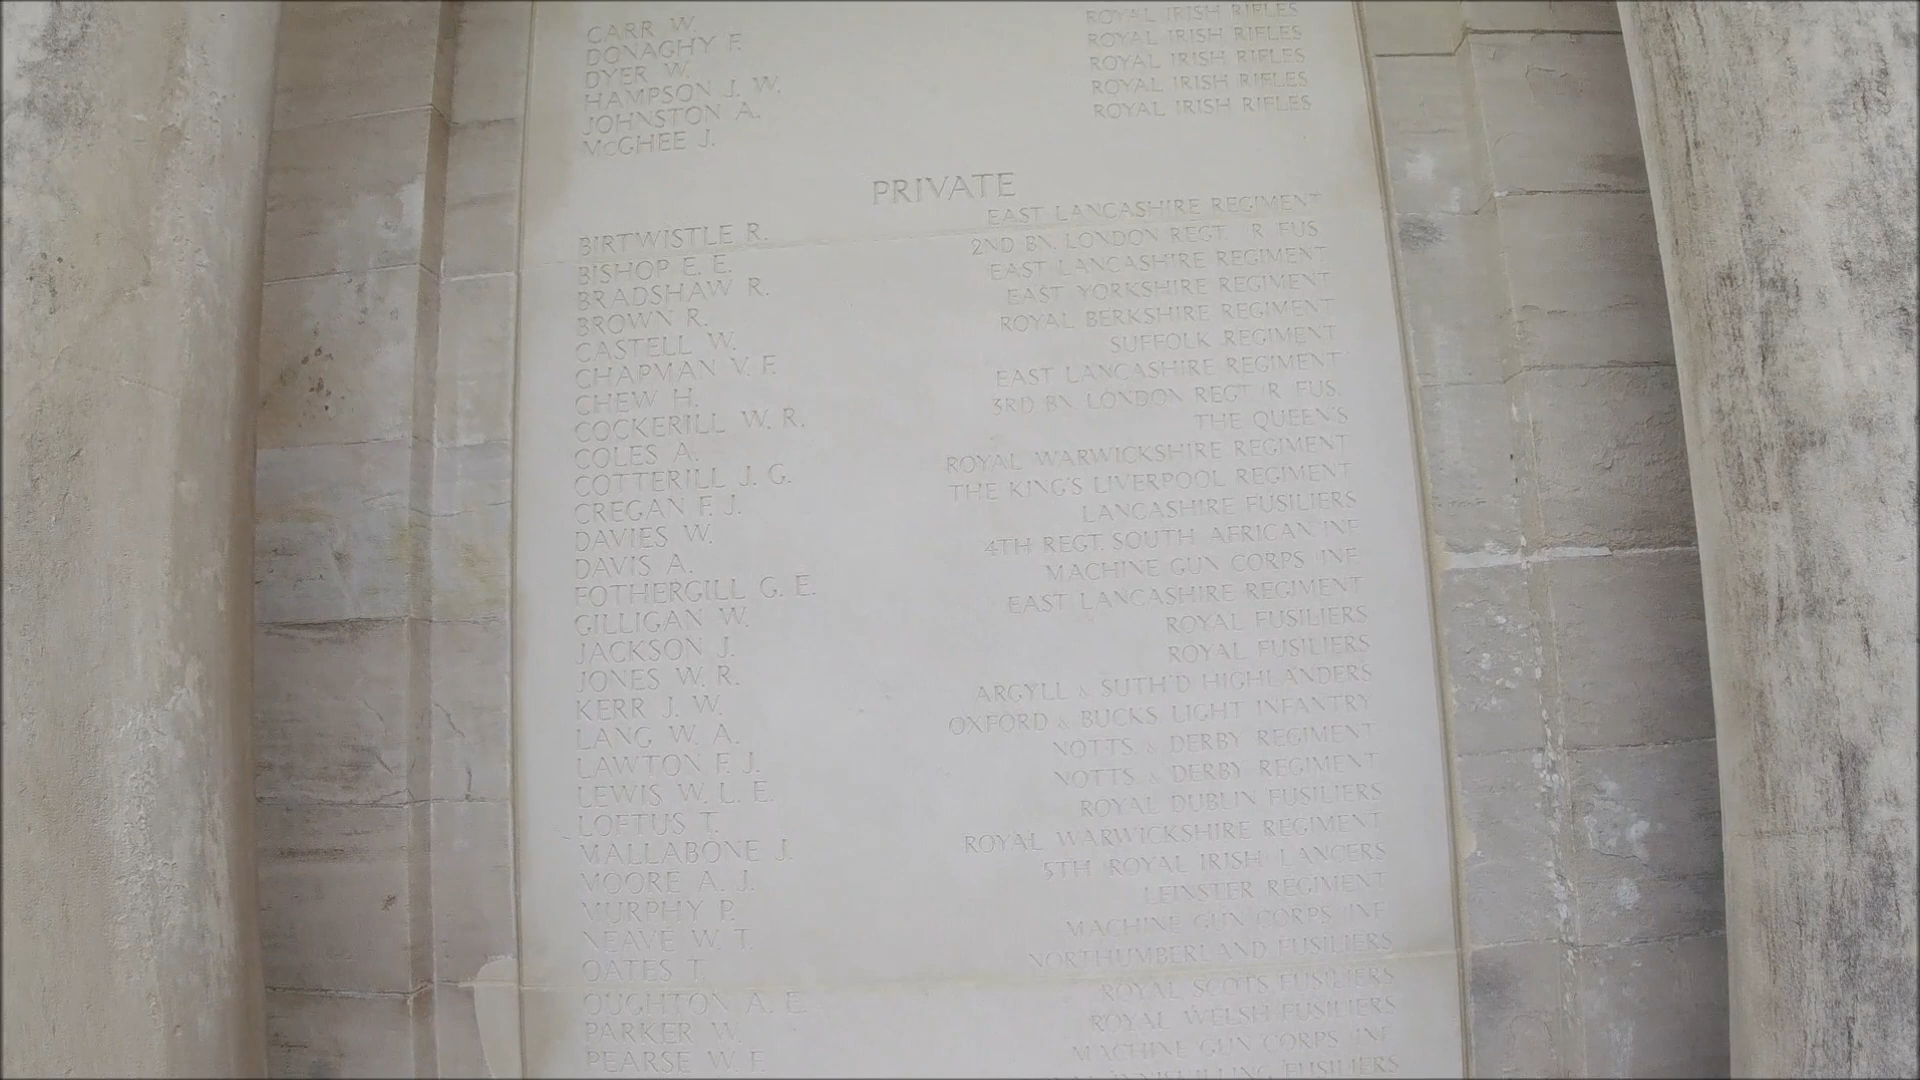 CARR W.
DONAGHY F. ROYAL IRISH RIFLES
DYER W. ROYAL IRISH RIFLES
HAMPSON J. W. ROYAL IRISH RIFLES
JOHNSTON A. ROYAL IRISH RIFLES
McGHEE J. ROYAL IRISH RIFLES
PRIVATE
BIRTWISTLE R. EAST LANCASHIRE REGIMENT
BISHOP E. E. 2ND BN. LONDON REGT. (R. FUS.
BRADSHAW R. EAST LANCASHIRE REGIMENT
BROWN R. EAST YORKSHIRE REGIMENT
CASTELL W. ROYAL BERKSHIRE REGIMENT
CHAPMAN V. F. SUFFOLK REGIMENT
CHEW H. EAST LANCASHIRE REGIMENT
COCKERILL W. R. 3RD BN. LONDON REGT. (R. FUS.
COLES A. THE QUEEN'S
COTTERILL J. G. ROYAL WARWICKSHIRE REGIMENT
CREGAN F. J. THE KING'S LIVERPOOL REGIMENT
DAVIES W. LANCASHIRE FUSILIERS
DAVIS A. 4TH REGT. SOUTH AFRICAN INF.
FOTHERGILL G. E. MACHINE GUN CORPS (INF.
GILLIGAN W. EAST LANCASHIRE REGIMENT
JACKSON J. ROYAL FUSILIERS
JONES W. R. ROYAL FUSILIERS
KERR J. W. ARGYLL & SUTH'D HIGHLANDERS
LANG W. A. OXFORD & BUCKS LIGHT INFANTRY
LAWTON F. J. NOTTS & DERBY REGIMENT
LEWIS W. L. E. NOTTS & DERBY REGIMENT
LOFTUS T. ROYAL DUBLIN FUSILIERS
MALLABONE J. ROYAL WARWICKSHIRE REGIMENT
MOORE A. J. 5TH (ROYAL IRISH) LANCERS
MURPHY P. LEINSTER REGIMENT
NEAVE W. T. MACHINE GUN CORPS (INF.
OATES T. NORTHUMBERLAND FUSILIERS
OUGHTON A. E. ROYAL SCOTS FUSILIERS
PARKER W. ROYAL WELSH FUSILIERS
PEARSE W. F. MACHINE GUN CORPS (INF.
FUSILIERS